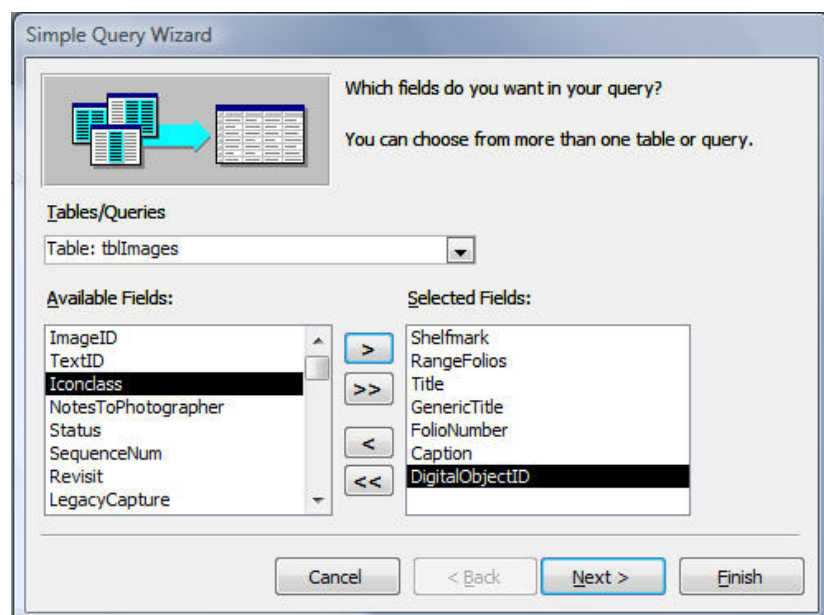 Simple Query Wizard
Which fields do you want in your query?
You can choose from more than one table or query.
Tables/Queries
Table: tblImages
Available Fields:
ImageID
TextID
Iconclass
NotesToPhotographer
Status
SequenceNum
Revisit
LegacyCapture
>
>>
<
<<
Selected Fields:
Shelfmark
RangeFolios
Title
GenericTitle
FolioNumber
Caption
DigitalObjectID
Cancel
< Back
Next >
Finish